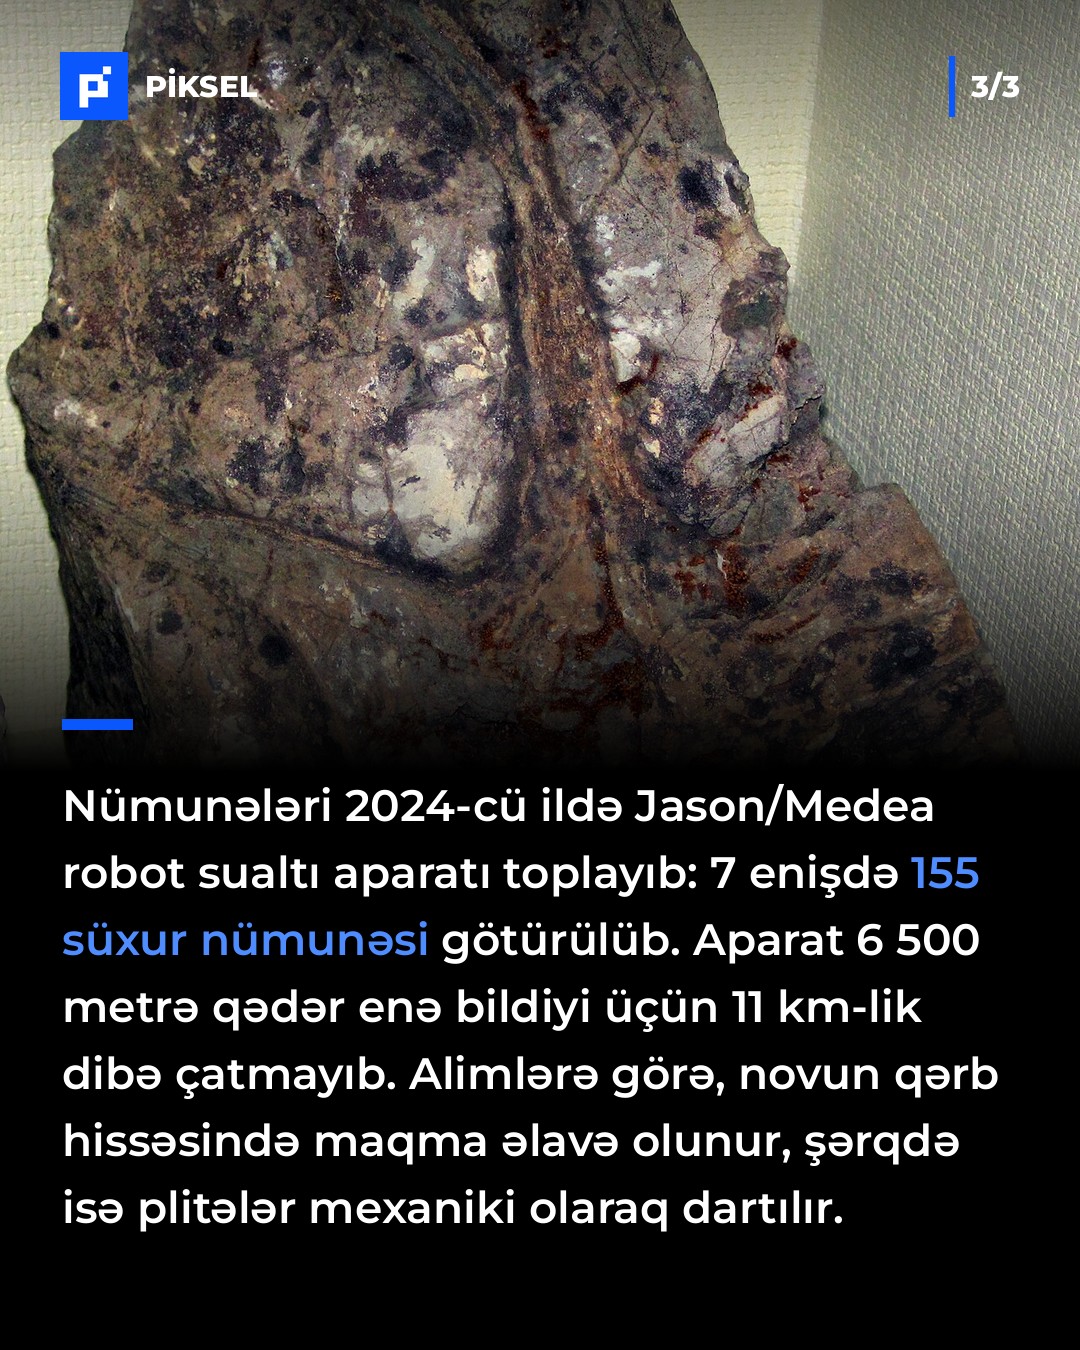 PİKSEL
3/3
Nümunələri 2024-cü ildə Jason/Medea
robot sualtı aparatı toplayıb: 7 enişdə 155
süxur nümunəsi götürülüb. Aparat 6 500
metrə qədər enə bildiyi üçün 11 km-lik
dibə çatmayıb. Alimlərə görə, novun qərb
hissəsində maqma əlavə olunur, şərqdə
isə plitələr mexaniki olaraq dartılır.